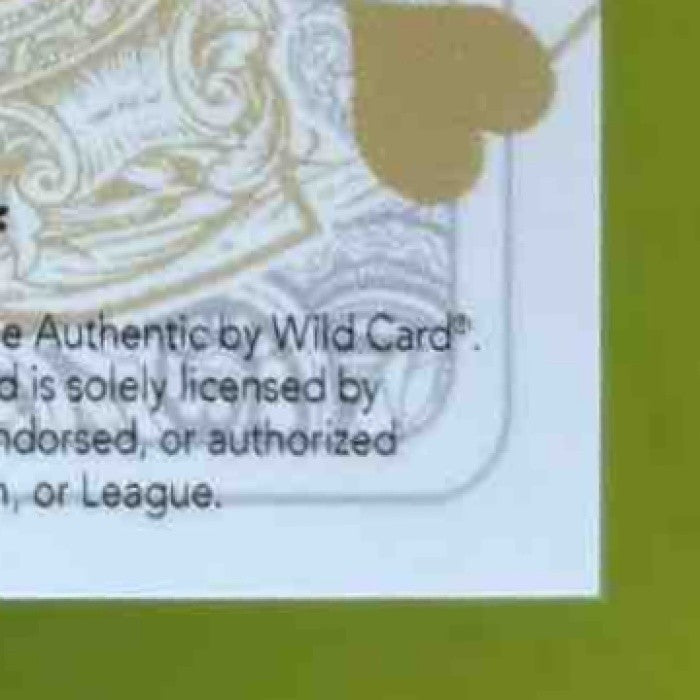 e Authentic by Wild Card®.
d is solely licensed by
ndorsed, or authorized
n, or League.